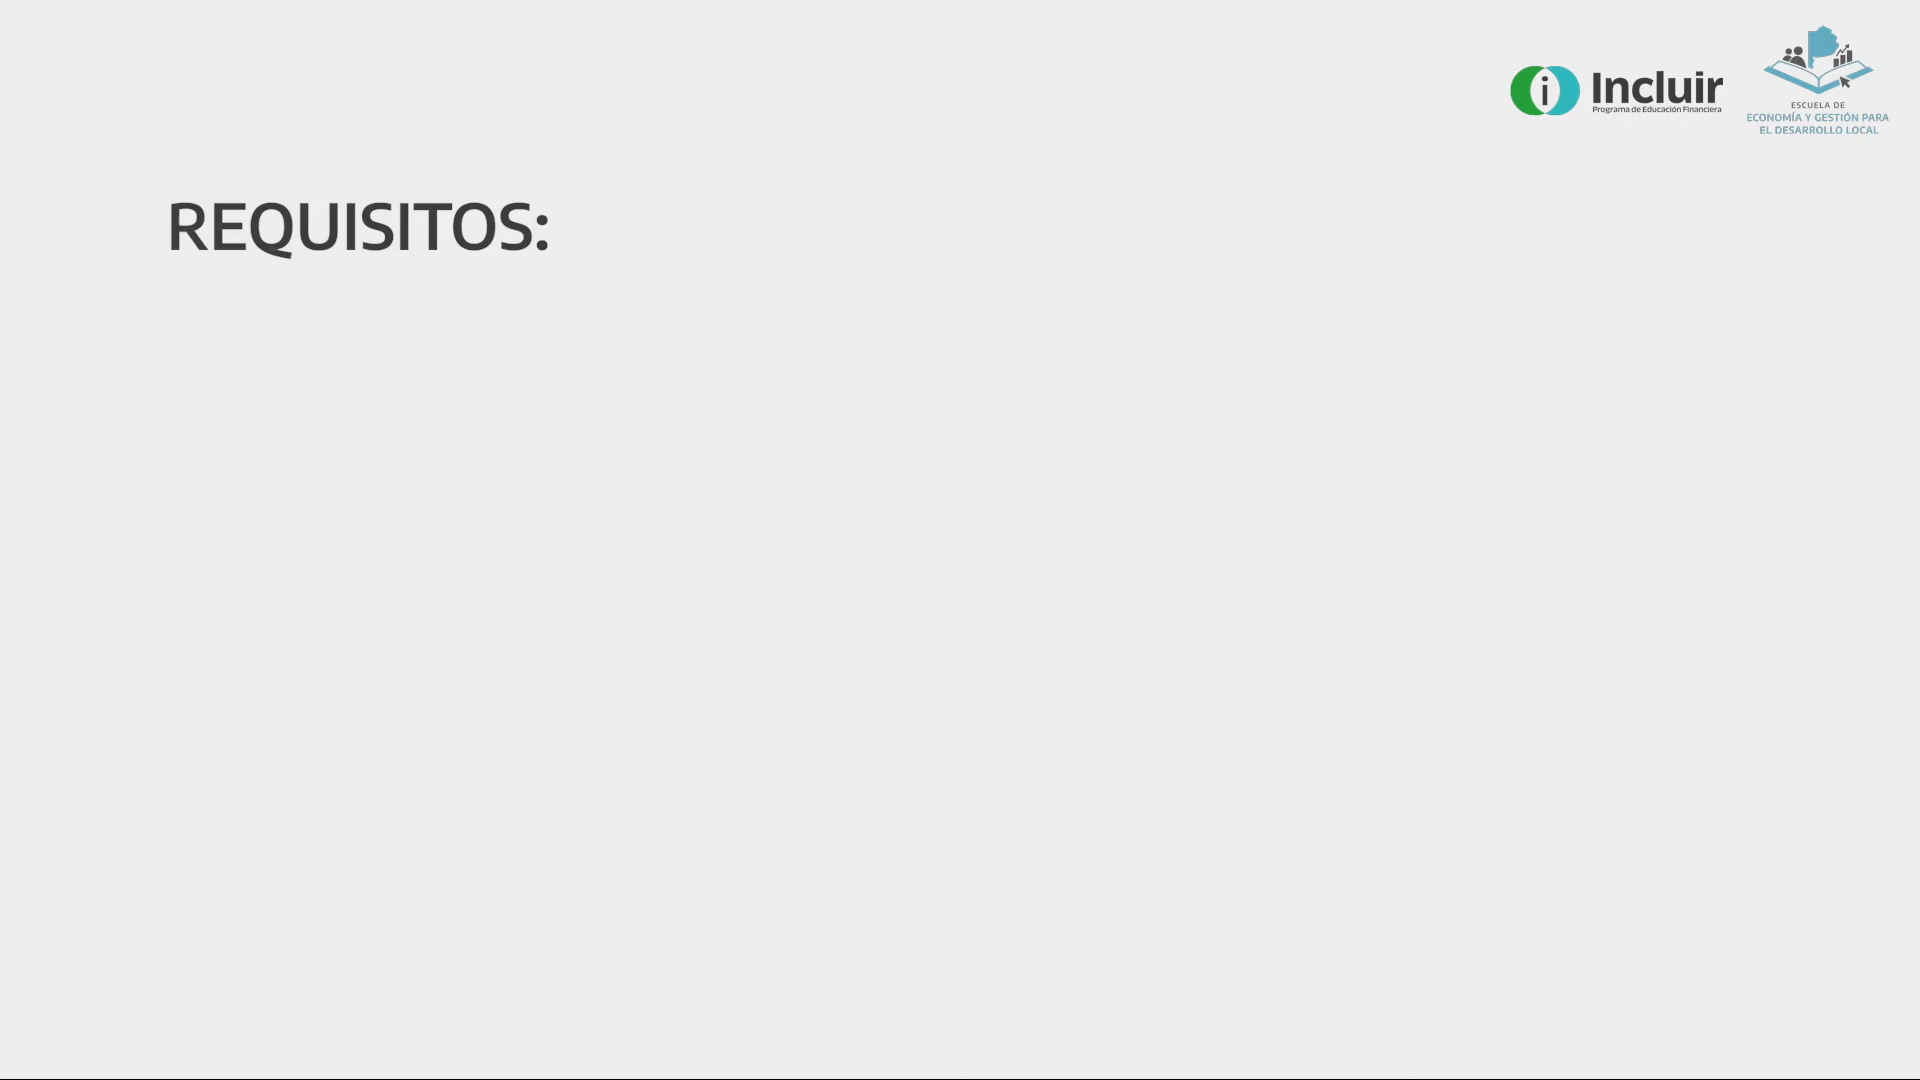 i Incluir
Programa de Educación Financiera
ESCUELA DE
ECONOMÍA Y GESTIÓN PARA
EL DESARROLLO LOCAL
REQUISITOS: